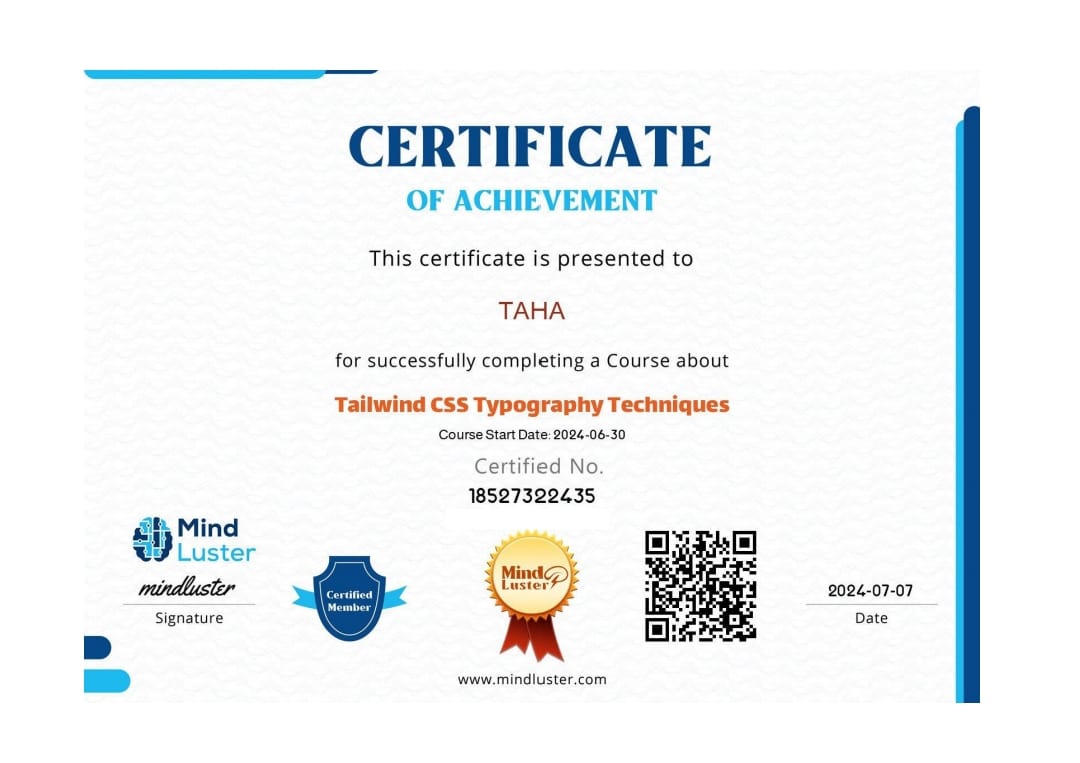 CERTIFICATE
OF ACHIEVEMENT
This certificate is presented to
TAHA
for successfully completing a Course about
Tailwind CSS Typography Techniques
Course Start Date: 2024-06-30
Certified No.
18527322435
Mind
Luster
mindluster
Signature
Certified
Member
Mind
Luster
2024-07-07
Date
www.mindluster.com